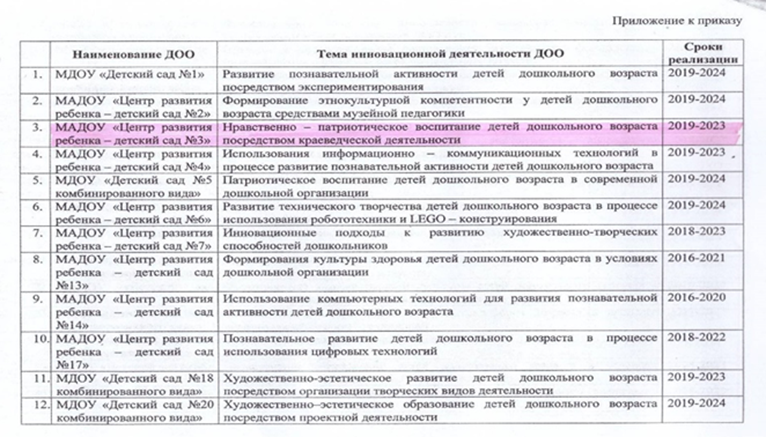 Приложение к приказу
Наименование ДОО Тема инновационной деятельности ДОО Сроки
реализации
1. МДОУ «Детский сад №1» Развитие познавательной активности детей дошкольного возраста 2019-2024
посредством экспериментирования
2. МАДОУ «Центр развития Формирование этнокультурной компетентности у детей дошкольного 2019-2024
ребенка – детский сад №2» возраста средствами музейной педагогики
3. МАДОУ «Центр развития Нравственно – патриотическое воспитание детей дошкольного возраста 2019-2023
ребенка – детский сад №3» посредством краеведческой деятельности
4. МАДОУ «Центр развития Использования информационно – коммуникационных технологий в 2019-2023
ребенка – детский сад №4» процессе развития познавательной активности детей дошкольного возраста
5. МДОУ «Детский сад №5 Патриотическое воспитание детей дошкольного возраста в современной 2019-2024
комбинированного вида» дошкольной организации
6. МАДОУ «Центр развития Развитие технического творчества детей дошкольного возраста в процессе 2019-2024
ребенка – детский сад №6» использования робототехники и LEGO – конструирования
7. МАДОУ «Центр развития Инновационные подходы к развитию художественно-творческих 2018-2023
ребенка – детский сад №7» способностей дошкольников
8. МАДОУ «Центр развития Формирования культуры здоровья детей дошкольного возраста в условиях 2016-2021
ребенка – детский сад дошкольной организации
№13»
9. МАДОУ «Центр развития Использование компьютерных технологий для развития познавательной 2016-2020
ребенка – детский сад активности детей дошкольного возраста
№14»
10. МАДОУ «Центр развития Познавательное развитие детей дошкольного возраста в процессе 2018-2022
ребенка – детский сад использования цифровых технологий
№17»
11. МДОУ «Детский сад №18 Художественно-эстетическое развитие детей дошкольного возраста 2019-2023
комбинированного вида» посредством организации творческих видов деятельности
12. МДОУ «Детский сад №20 Художественно–эстетическое образование детей дошкольного возраста 2019-2024
комбинированного вида» посредством проектной деятельности